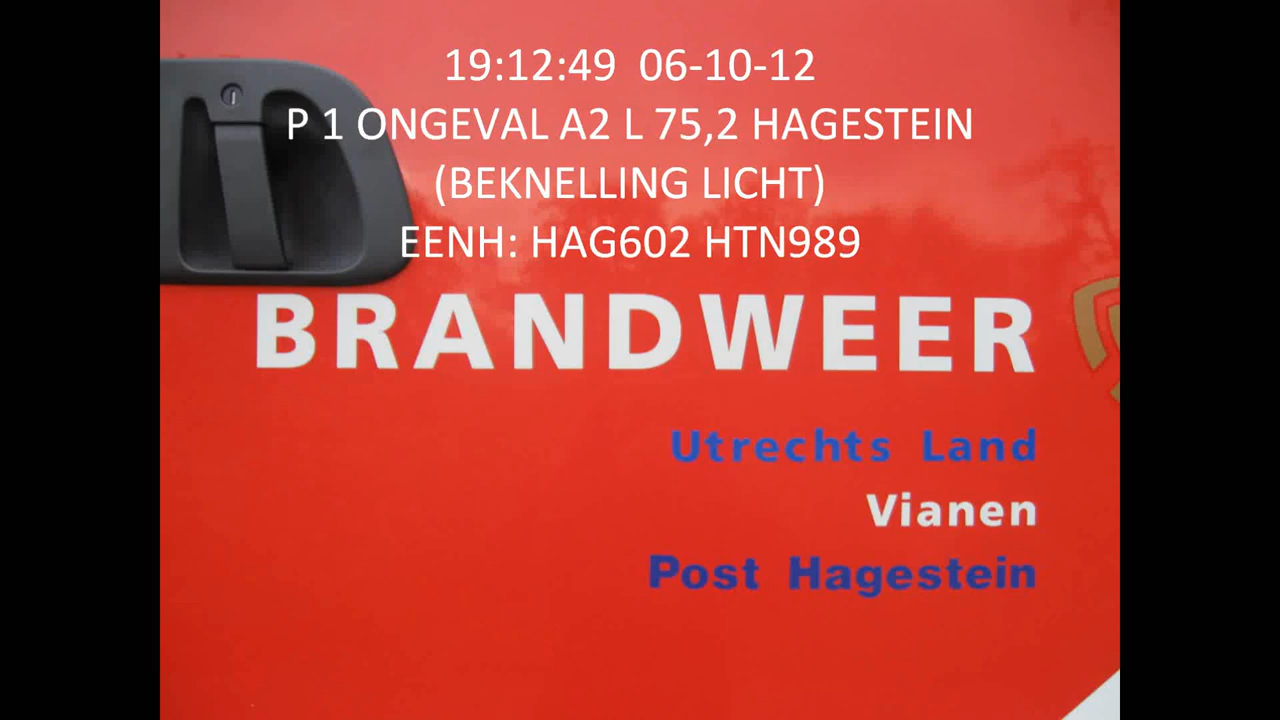 19:12:49 06-10-12
P 1 ONGEVAL A2 L 75,2 HAGESTEIN
(BEKNELLING LICHT)
EENH: HAG602 HTN989
BRANDWEER
Utrechts Land
Vianen
Post Hagestein